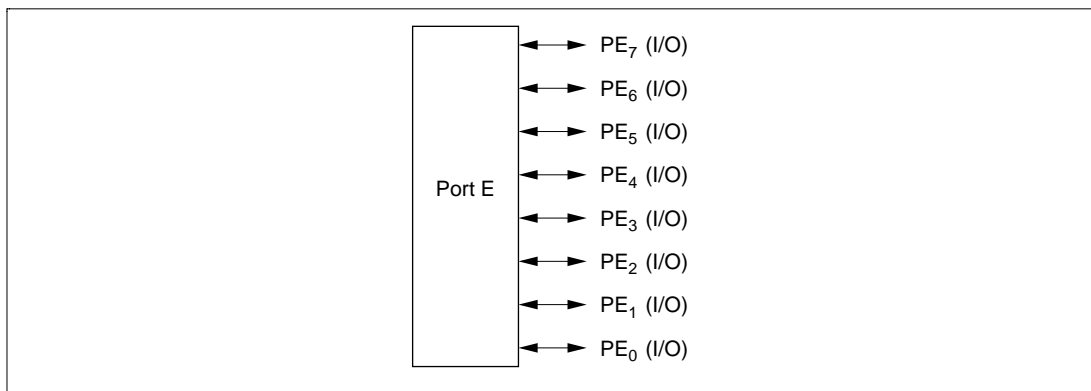 PE7 (I/O)
PE6 (I/O)
PE5 (I/O)
PE4 (I/O)
Port E
PE3 (I/O)
PE2 (I/O)
PE1 (I/O)
PE0 (I/O)